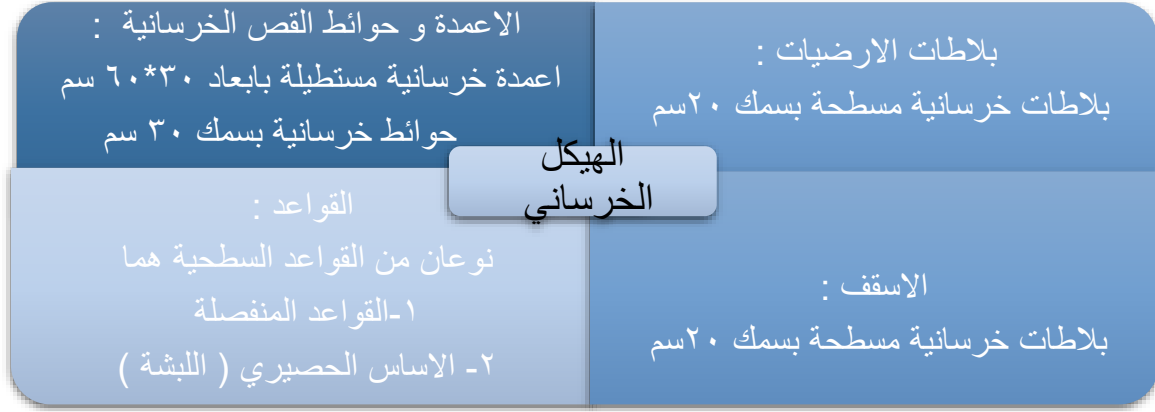 الاعمدة و حوائط القص الخرسانية :
اعمدة خرسانية مستطيلة بابعاد ٣٠*٦٠ سم
حوائط خرسانية بسمك ٣٠ سم
بلاطات الارضيات :
بلاطات خرسانية مسطحة بسمك ٢٠سم
الهيكل
الخرساني
القواعد :
نوعان من القواعد السطحية هما
١-القواعد المنفصلة
٢- الاساس الحصيري ( اللبشة )
الاسقف :
بلاطات خرسانية مسطحة بسمك ٢٠سم